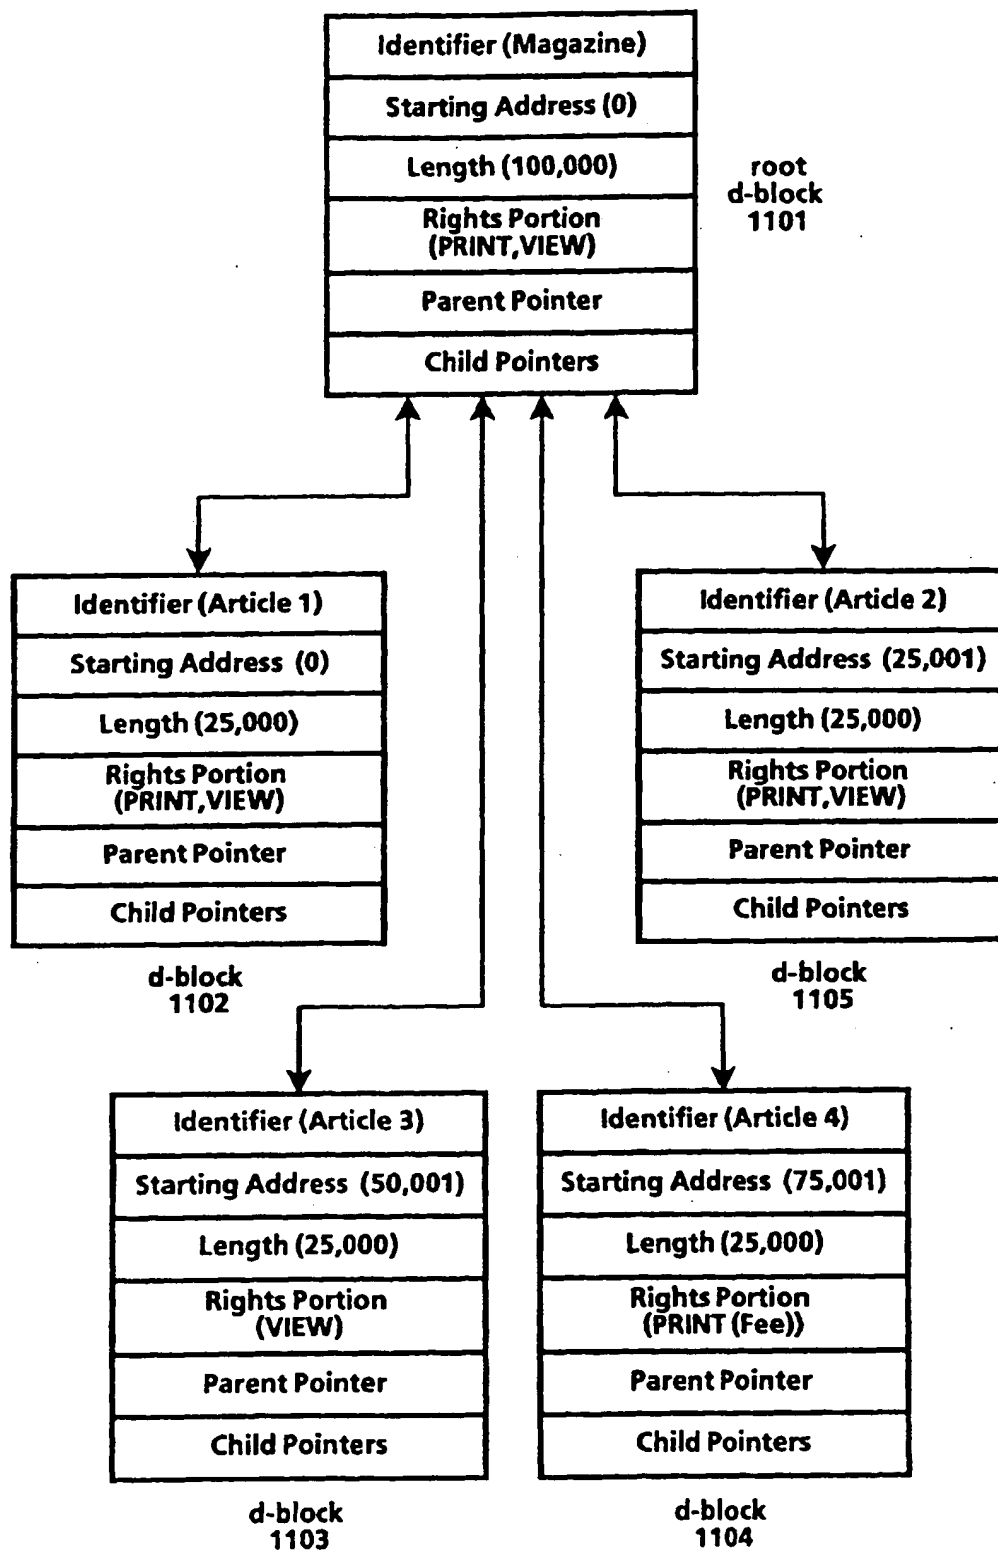 Identifier (Magazine)
Starting Address (0)
Length (100,000)
Rights Portion
(PRINT,VIEW)
Parent Pointer
Child Pointers
root
d-block
1101
Identifier (Article 1)
Starting Address (0)
Length (25,000)
Rights Portion
(PRINT,VIEW)
Parent Pointer
Child Pointers
d-block
1102
Identifier (Article 2)
Starting Address (25,001)
Length (25,000)
Rights Portion
(PRINT,VIEW)
Parent Pointer
Child Pointers
d-block
1105
Identifier (Article 3)
Starting Address (50,001)
Length (25,000)
Rights Portion
(VIEW)
Parent Pointer
Child Pointers
d-block
1103
Identifier (Article 4)
Starting Address (75,001)
Length (25,000)
Rights Portion
(PRINT (Fee))
Parent Pointer
Child Pointers
d-block
1104